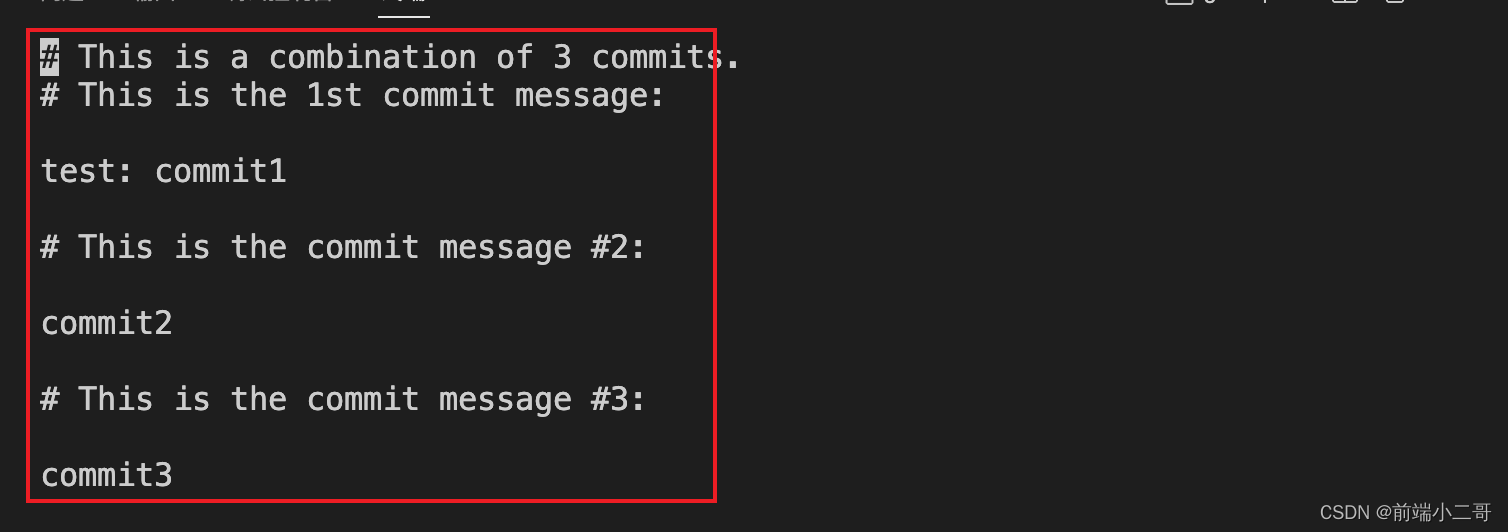 # This is a combination of 3 commits.
# This is the 1st commit message:
test: commit1
# This is the commit message #2:
commit2
# This is the commit message #3:
commit3
CSDN @前端小二哥